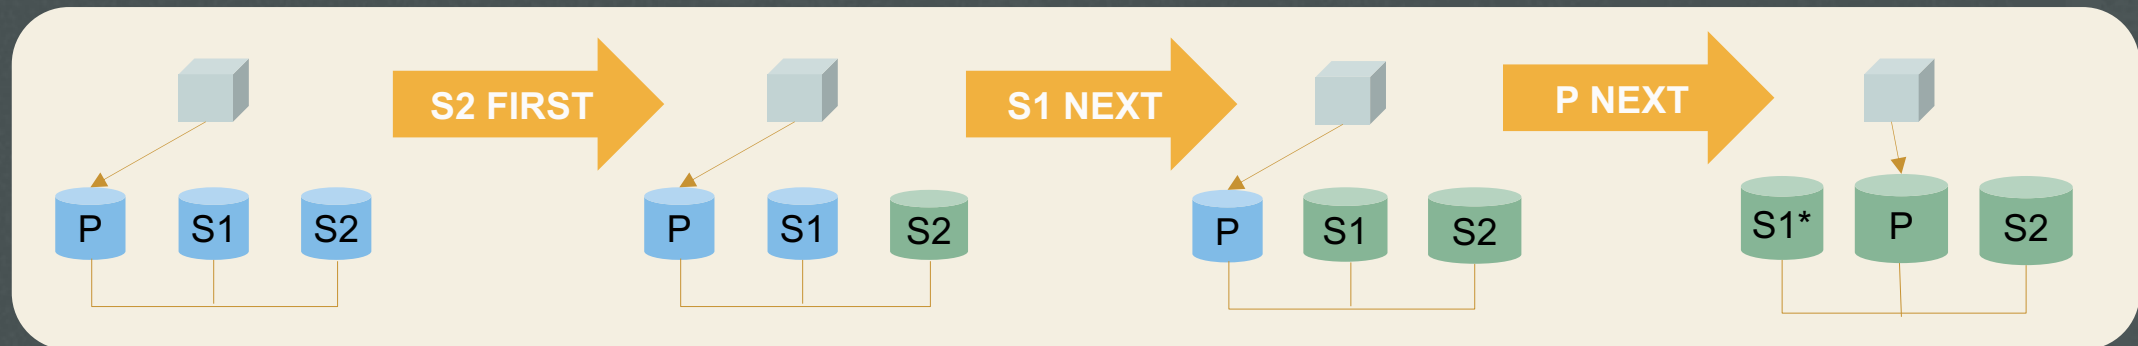 S2 FIRST
S1 NEXT
P NEXT
P S1 S2
P S1 S2
P S1 S2
S1* P S2